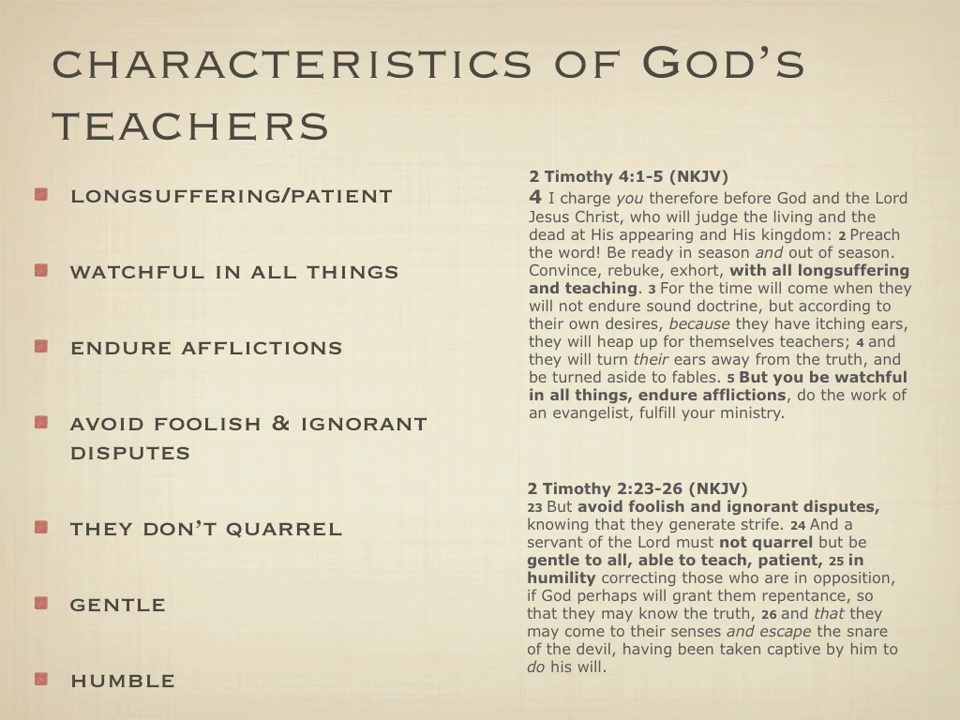 CHARACTERISTICS OF GOD'S
TEACHERS
LONGSUFFERING/PATIENT
WATCHFUL IN ALL THINGS
ENDURE AFFLICTIONS
AVOID FOOLISH & IGNORANT
DISPUTES
THEY DON'T QUARREL
GENTLE
HUMBLE
2 Timothy 4:1-5 (NKJV)
4 I charge you therefore before God and the Lord
Jesus Christ, who will judge the living and the
dead at His appearing and His kingdom: 2 Preach
the word! Be ready in season and out of season.
Convince, rebuke, exhort, with all longsuffering
and teaching. 3 For the time will come when they
will not endure sound doctrine, but according to
their own desires, because they have itching ears,
they will heap up for themselves teachers; 4 and
they will turn their ears away from the truth, and
be turned aside to fables. 5 But you be watchful
in all things, endure afflictions, do the work of
an evangelist, fulfill your ministry.
2 Timothy 2:23-26 (NKJV)
23 But avoid foolish and ignorant disputes,
knowing that they generate strife. 24 And a
servant of the Lord must not quarrel but be
gentle to all, able to teach, patient, 25 in
humility correcting those who are in opposition,
if God perhaps will grant them repentance, so
that they may know the truth, 26 and that they
may come to their senses and escape the snare
of the devil, having been taken captive by him to
do his will.